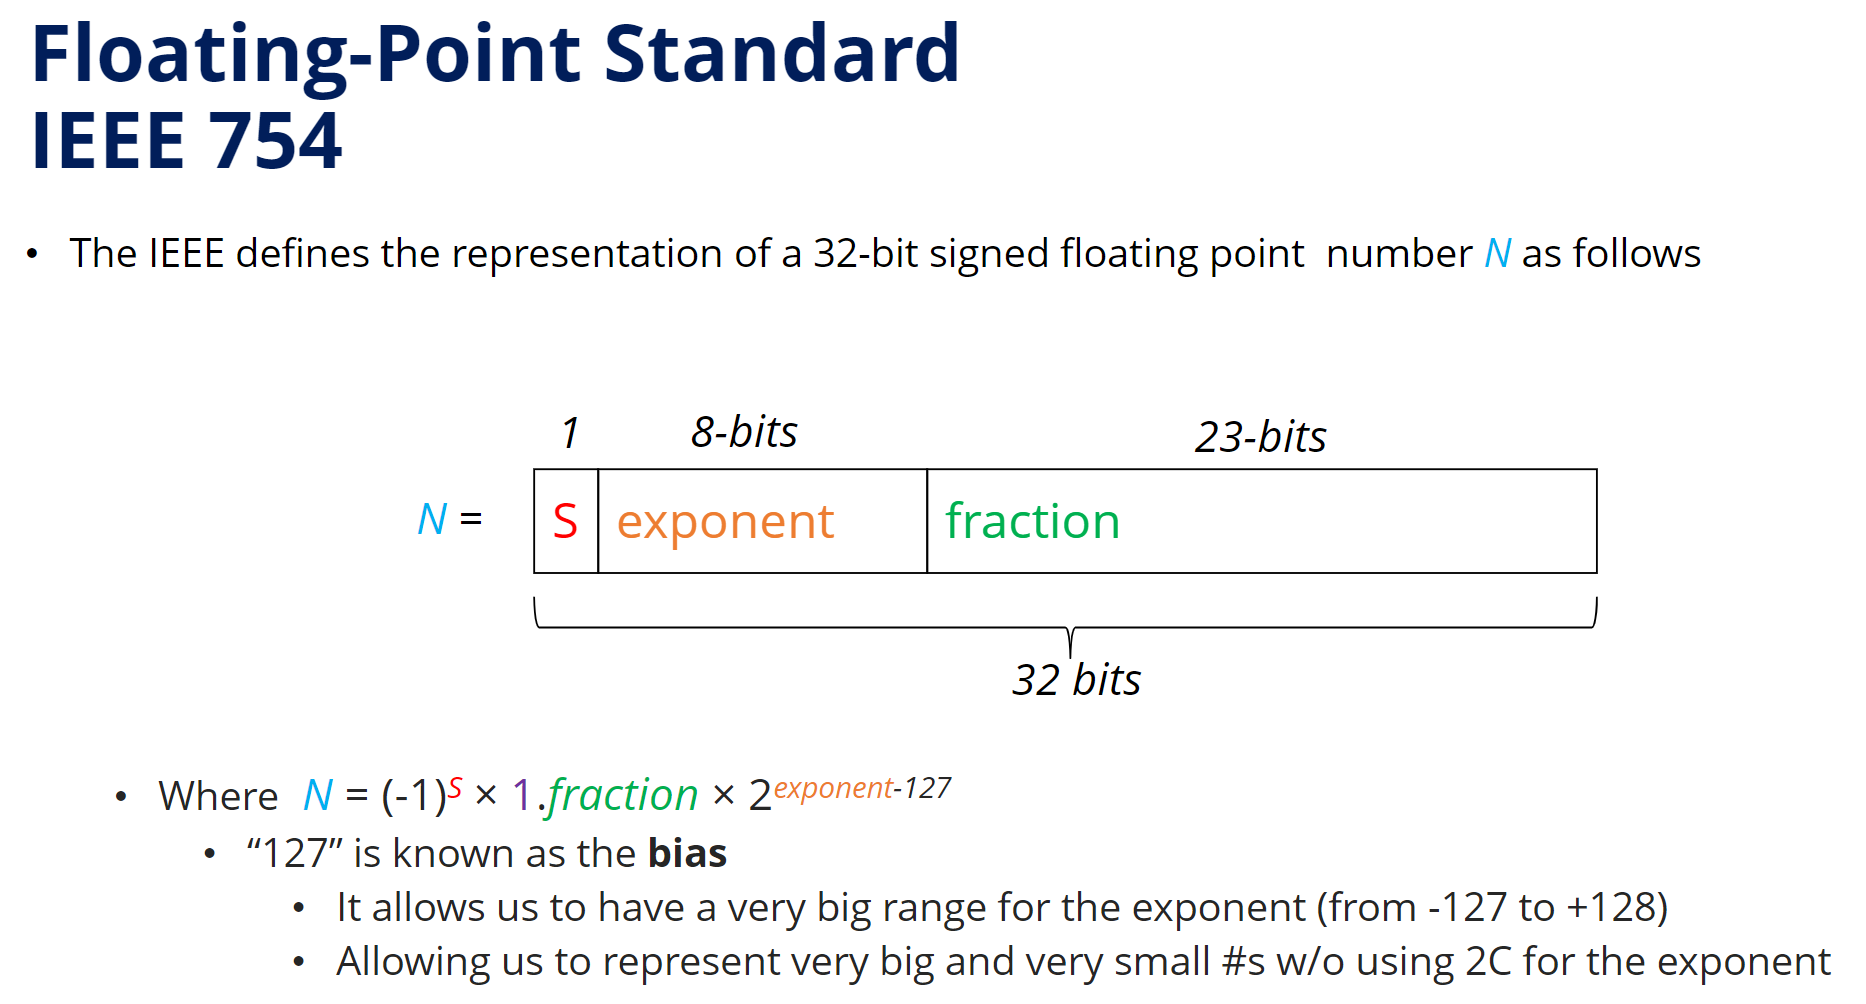 Floating-Point Standard
IEEE 754
• The IEEE defines the representation of a 32-bit signed floating point  number N as follows
1 8-bits 23-bits
N = S exponent fraction
32 bits
• Where N = (-1)^S × 1.fraction × 2^exponent-127
• “127” is known as the bias
• It allows us to have a very big range for the exponent (from -127 to +128)
• Allowing us to represent very big and very small #s w/o using 2C for the exponent